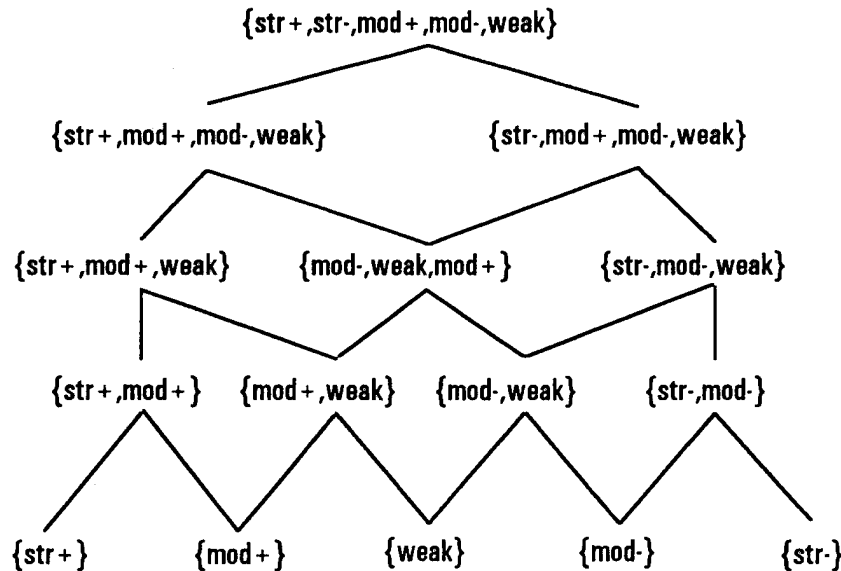 {str+,str-,mod+,mod-,weak}
{str+,mod+,mod-,weak} {str-,mod+,mod-,weak}
{str+,mod+,weak} {mod-,weak,mod+} {str-,mod-,weak}
{str+,mod+} {mod+,weak} {mod-,weak} {str-,mod-}
{str+} {mod+} {weak} {mod-} {str-}